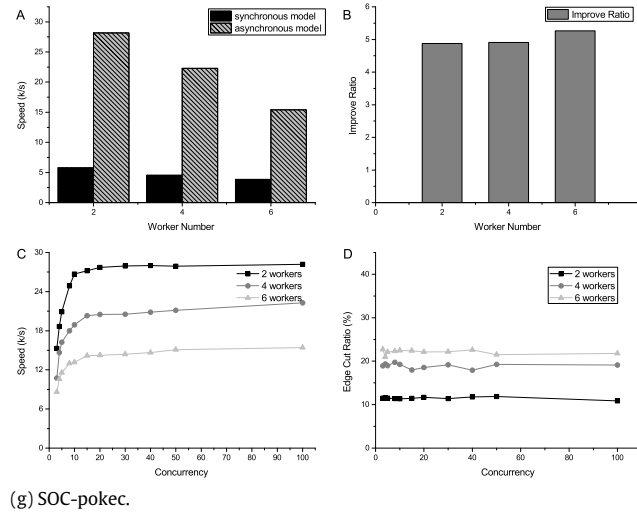 A
synchronous model
asynchronous model
Speed (k/s)
30
25
20
15
10
5
0
2
4
6
Worker Number
B
Improve Ratio
Improve Ratio
6
5
4
3
2
1
0
0
2
4
6
Worker Number
C
2 workers
4 workers
6 workers
Speed (k/s)
30
24
18
12
6
0
0 10 20 30 40 50 60 70 80 90 100
Concurrency
D
2 workers
4 workers
6 workers
Edge Cut Ratio (%)
40
30
20
10
0
0
20
40
60
80
100
Concurrency
(g) SOC-pokec.